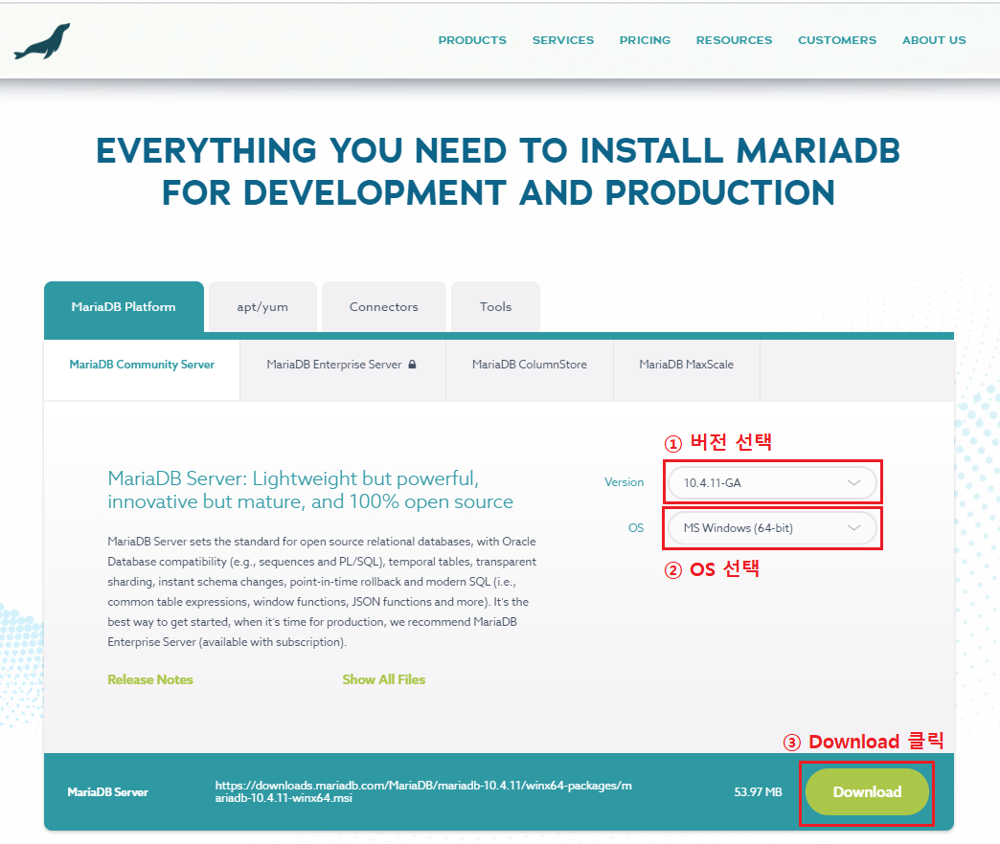 PRODUCTS SERVICES PRICING RESOURCES CUSTOMERS ABOUT US
EVERYTHING YOU NEED TO INSTALL MARIADB
FOR DEVELOPMENT AND PRODUCTION
MariaDB Platform apt/yum Connectors Tools
MariaDB Community Server MariaDB Enterprise Server MariaDB ColumnStore MariaDB MaxScale
① 버전 선택
MariaDB Server: Lightweight but powerful,
innovative but mature, and 100% open source
Version 10.4.11-GA
OS MS Windows (64-bit)
② OS 선택
MariaDB Server sets the standard for open source relational databases, with Oracle
Database compatibility (e.g., sequences and PL/SQL), temporal tables, transparent
sharding, instant schema changes, point-in-time rollback and modern SQL (i.e.,
common table expressions, window functions, JSON functions and more). It's the
best way to get started, when it's time for production, we recommend MariaDB
Enterprise Server (available with subscription).
Release Notes Show All Files
③ Download 클릭
MariaDB Server
https://downloads.mariadb.com/MariaDB/mariadb-10.4.11/winx64-packages/m
ariadb-10.4.11-winx64.msi
53.97 MB
Download